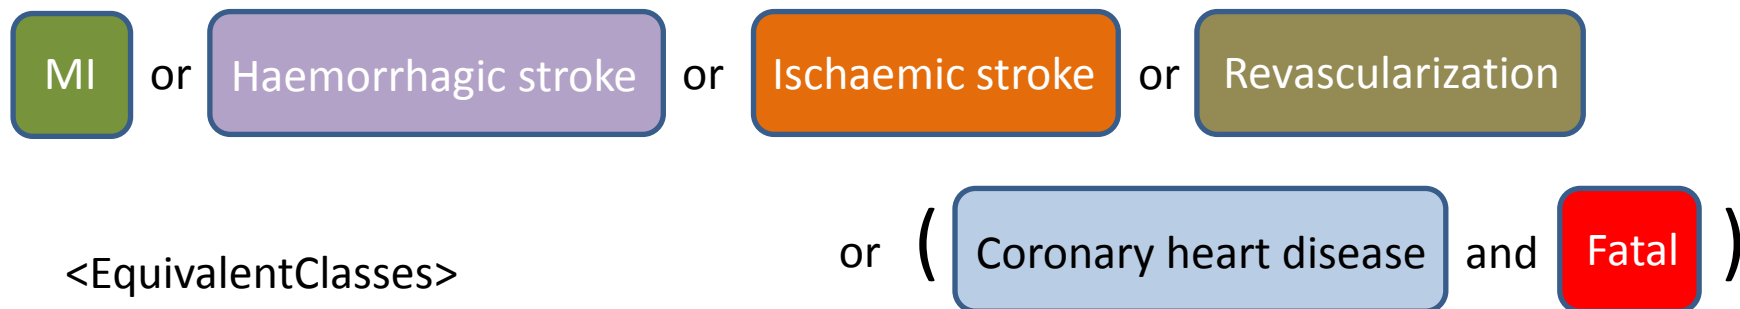 MI or Haemorrhagic stroke or Ischaemic stroke or Revascularization
or ( Coronary heart disease and Fatal )
<EquivalentClasses>